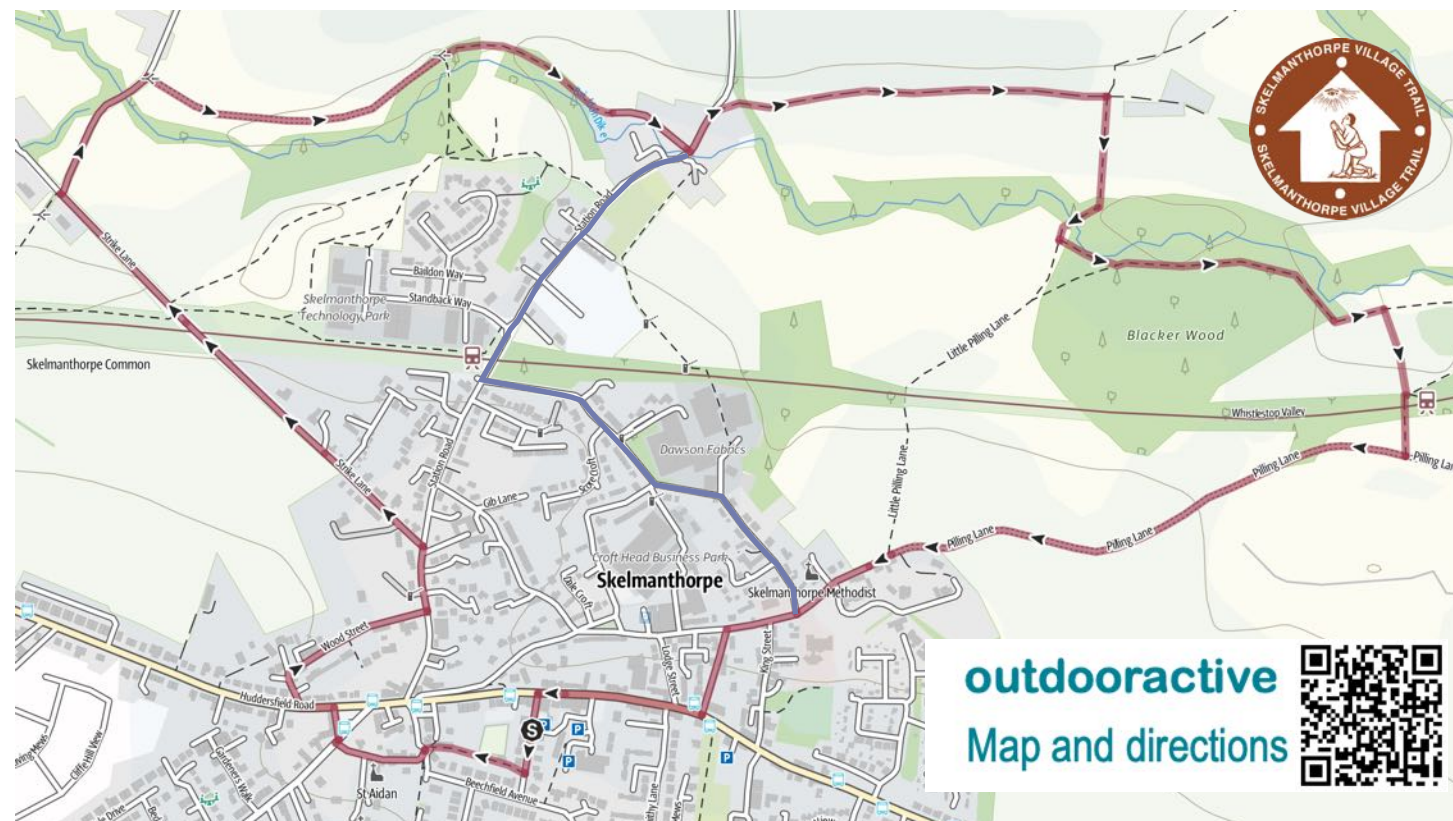 SKELMANTHORPE VILLAGE TRAIL
SKELMANTHORPE VILLAGE TRAIL
Station Road
Strike Lane
Baildon Way
Standback Way
Skelmanthorpe
Technology Park
Little Pilling Lane
Blacker Wood
Skelmanthorpe Common
Whistlestop Valley
Station Road
Dawson Fabrics
Strike Lane
Gib Lane
Score Croft
Little Pilling Lane
Pilling Lane
Pilling La
Pilling Lane
Pilling Lane
Croft Head Business Park
Skelmanthorpe
Skelmanthorpe Methodist
Wood Street
King Street
Lodge Street
Huddersfield Road
S
P
P
P
P
outdooractive
Map and directions
Cliffe Hill View
Gardeners Walk
St Aidan
Beechfield Avenue